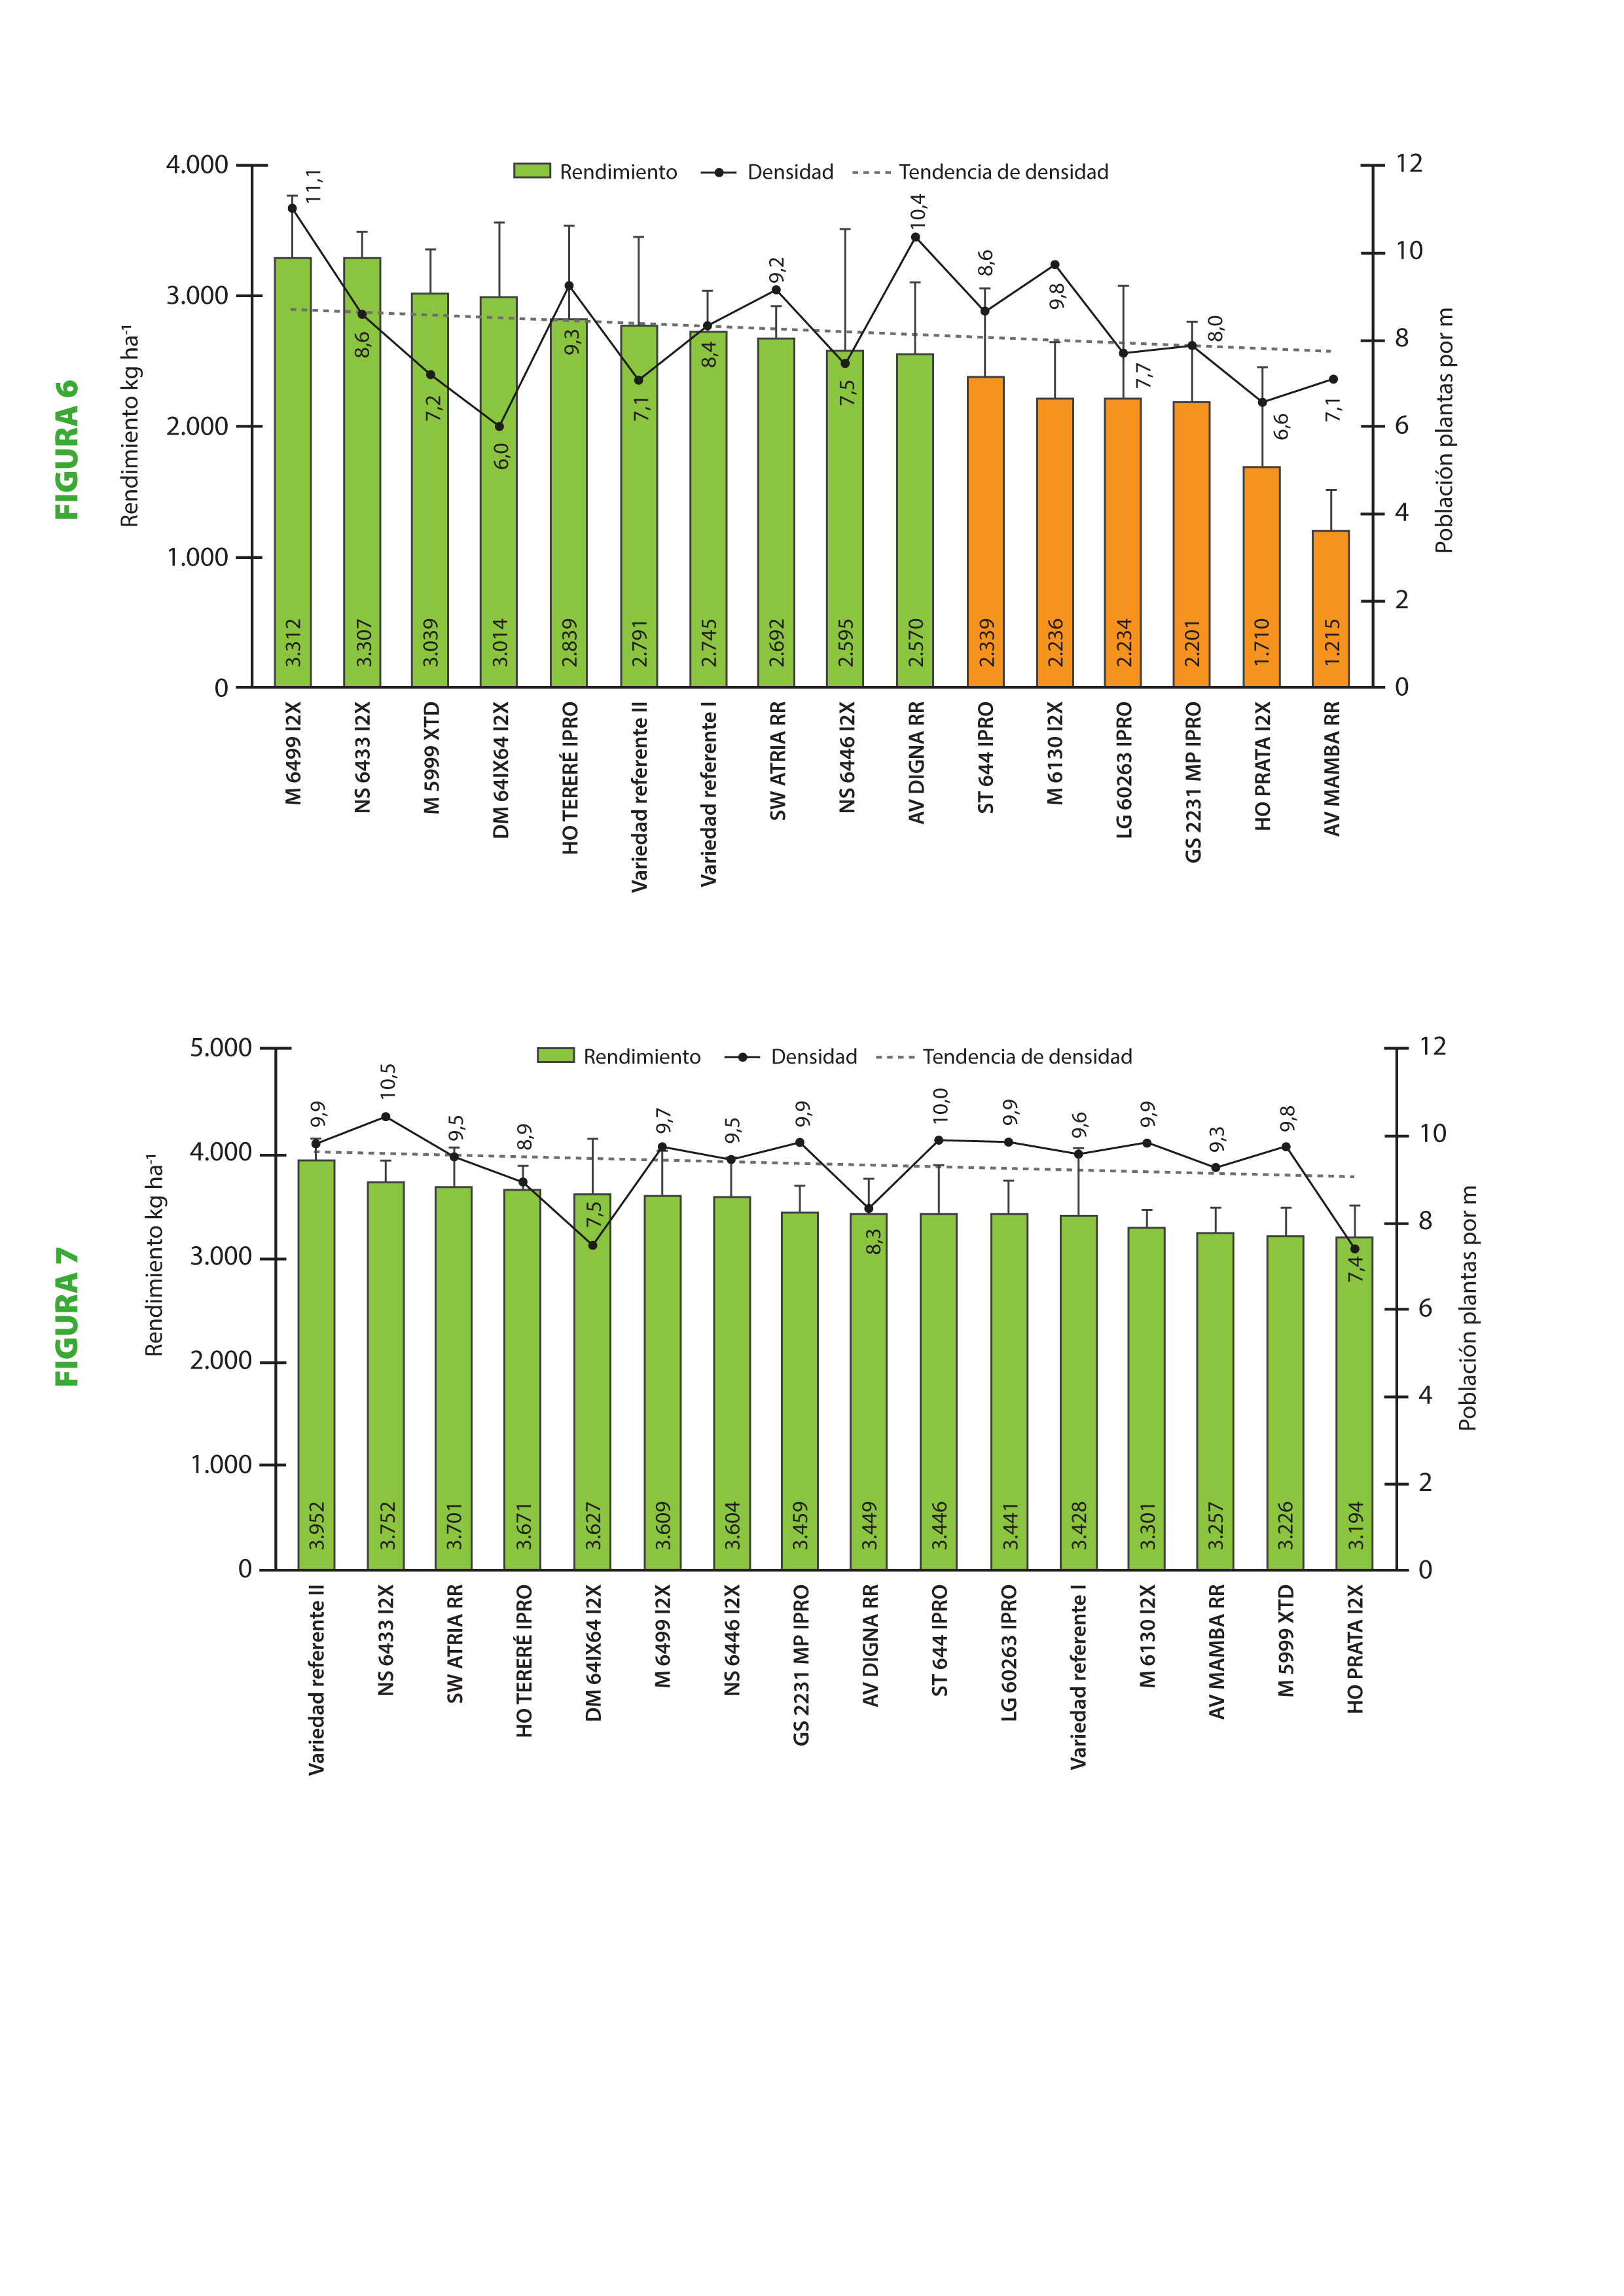 FIGURA 6
Rendimiento kg ha-1
Rendimiento Densidad Tendencia de densidad
4.000
3.000
2.000
1.000
0
12
10
8
6
4
2
0
Población plantas por m
11,1
8,6
7,2
6,0
9,3
7,1
8,4
9,2
7,5
10,4
8,6
9,8
7,7
8,0
6,6
7,1
3.312
3.307
3.039
3.014
2.839
2.791
2.745
2.692
2.595
2.570
2.339
2.236
2.234
2.201
1.710
1.215
M 6499 I2X
NS 6433 I2X
M 5999 XTD
DM 64IX64 I2X
HO TERERÉ IPRO
Variedad referente II
Variedad referente I
SW ATRIA RR
NS 6446 I2X
AV DIGNA RR
ST 644 IPRO
M 6130 I2X
LG 60263 IPRO
GS 2231 MP IPRO
HO PRATA I2X
AV MAMBA RR
FIGURA 7
Rendimiento kg ha-1
Rendimiento Densidad Tendencia de densidad
5.000
4.000
3.000
2.000
1.000
0
12
10
8
6
4
2
0
Población plantas por m
9,9
10,5
9,5
8,9
7,5
9,7
9,5
9,9
8,3
10,0
9,9
9,6
9,9
9,3
9,8
7,4
3.952
3.752
3.701
3.671
3.627
3.609
3.604
3.459
3.449
3.446
3.441
3.428
3.301
3.257
3.226
3.194
Variedad referente II
NS 6433 I2X
SW ATRIA RR
HO TERERÉ IPRO
DM 64IX64 I2X
M 6499 I2X
NS 6446 I2X
GS 2231 MP IPRO
AV DIGNA RR
ST 644 IPRO
LG 60263 IPRO
Variedad referente I
M 6130 I2X
AV MAMBA RR
M 5999 XTD
HO PRATA I2X